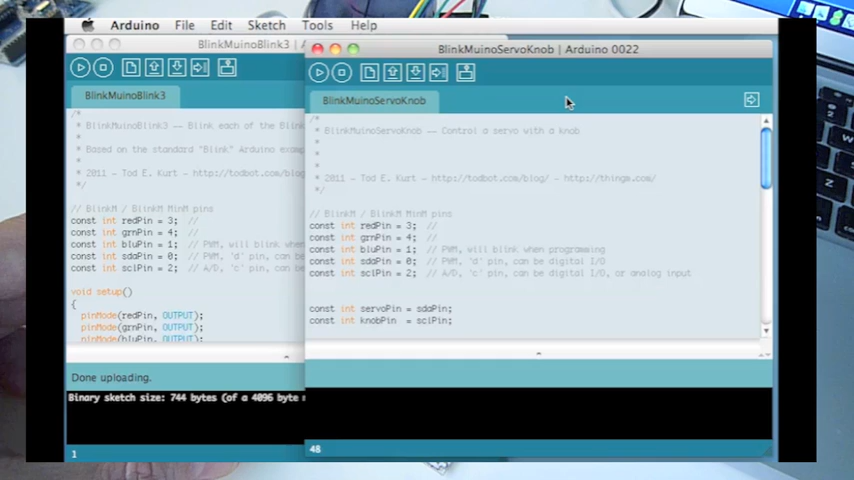 Arduino File Edit Sketch Tools Help
BlinkMuinoBlink3 | A
BlinkMuinoBlink3
/*
* BlinkMuinoBlink3 -- Blink each of the Blin
*
* Based on the standard "Blink" Arduino exam
*
* 2011 - Tod E. Kurt - http://todbot.com/blo
*/
// BlinkM / BlinkM MinM pins
const int redPin = 3; //
const int grnPin = 4; //
const int bluPin = 1; // PWM, will blink whe
const int sdaPin = 0; // PWM, 'd' pin, can b
const int sclPin = 2; // A/D, 'c' pin, can b
void setup()
{
pinMode(redPin, OUTPUT);
pinMode(grnPin, OUTPUT);
pinMode(bluPin, OUTPUT);
Done uploading.
Binary sketch size: 744 bytes (of a 4096 byte
1
BlinkMuinoServoKnob | Arduino 0022
BlinkMuinoServoKnob
/*
* BlinkMuinoServoKnob -- Control a servo with a knob
*
*
*
* 2011 - Tod E. Kurt - http://todbot.com/blog/ - http://thingm.com/
*/
// BlinkM / BlinkM MinM pins
const int redPin = 3; //
const int grnPin = 4; //
const int bluPin = 1; // PWM, will blink when programming
const int sdaPin = 0; // PWM, 'd' pin, can be digital I/O
const int sclPin = 2; // A/D, 'c' pin, can be digital I/O, or analog input
const int servoPin = sdaPin;
const int knobPin = sclPin;
48